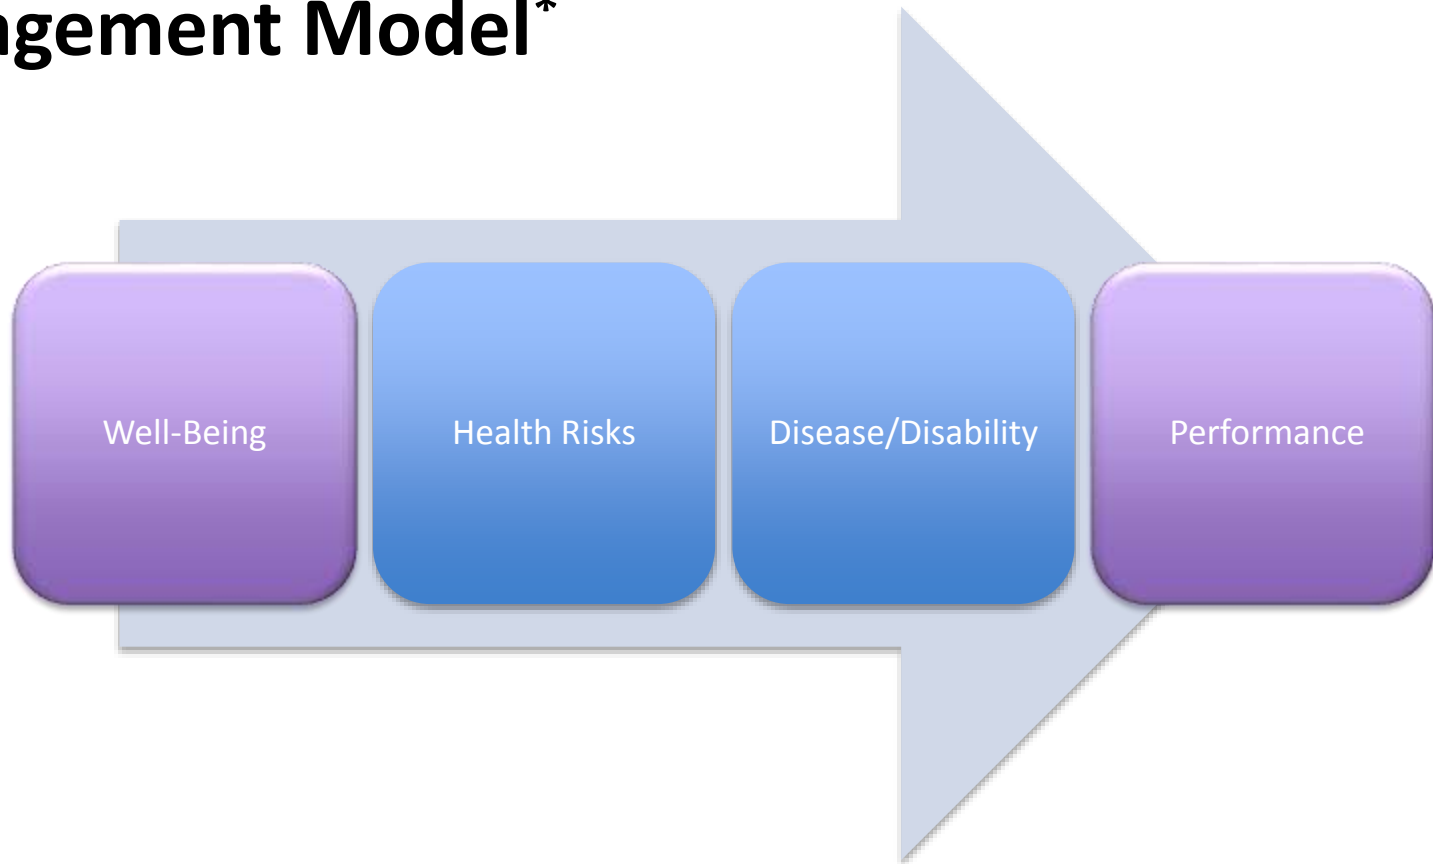 agement Model*
Well-Being
Health Risks
Disease/Disability
Performance